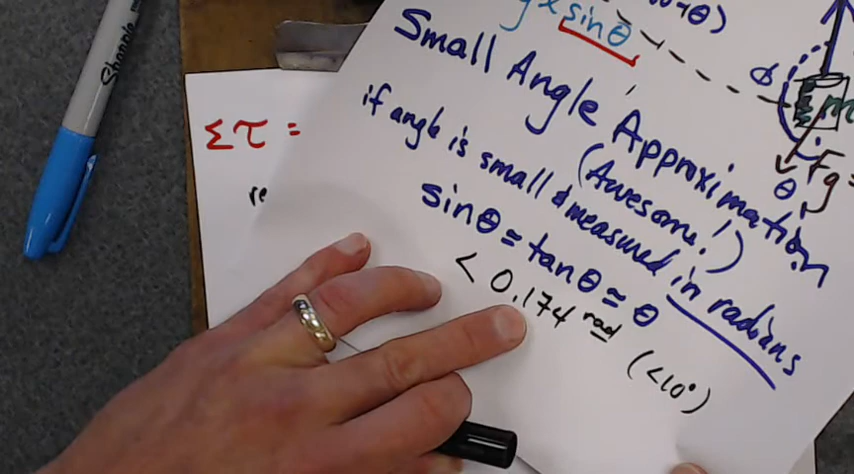 Sharpie
sinθ
Στ =
re
Small Angle Approximation
(Awesome!)
if angle is small & measured in radians
sinθ ≅ tanθ ≅ θ
< 0.174 rad (<10°)
ϕ
m
Fg =
θ